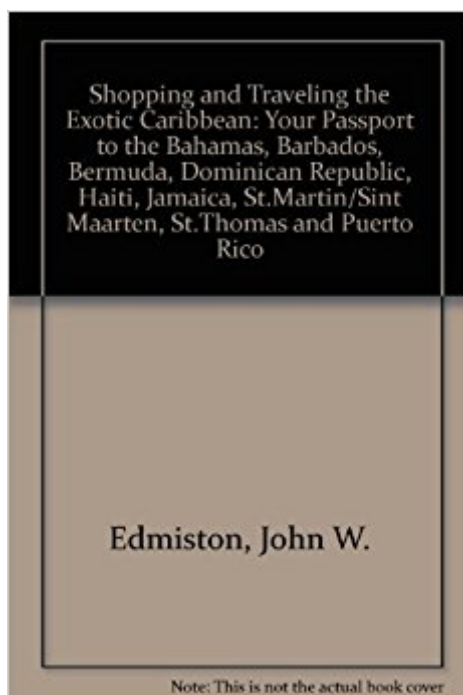 Shopping and Traveling the
Exotic Caribbean: Your Passport
to the Bahamas, Barbados,
Bermuda, Dominican Republic,
Haiti, Jamaica, St.Martin/Sint
Maarten, St.Thomas and Puerto
Rico
Edmiston, John W.
Note: This is not the actual book cover